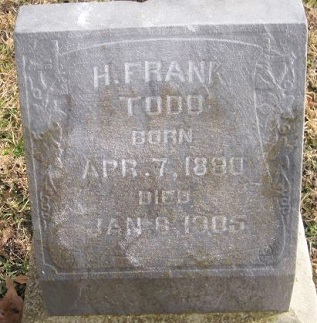 H. FRANK
TODD
BORN
APR. 7, 1880
DIED
JAN. 8, 1905